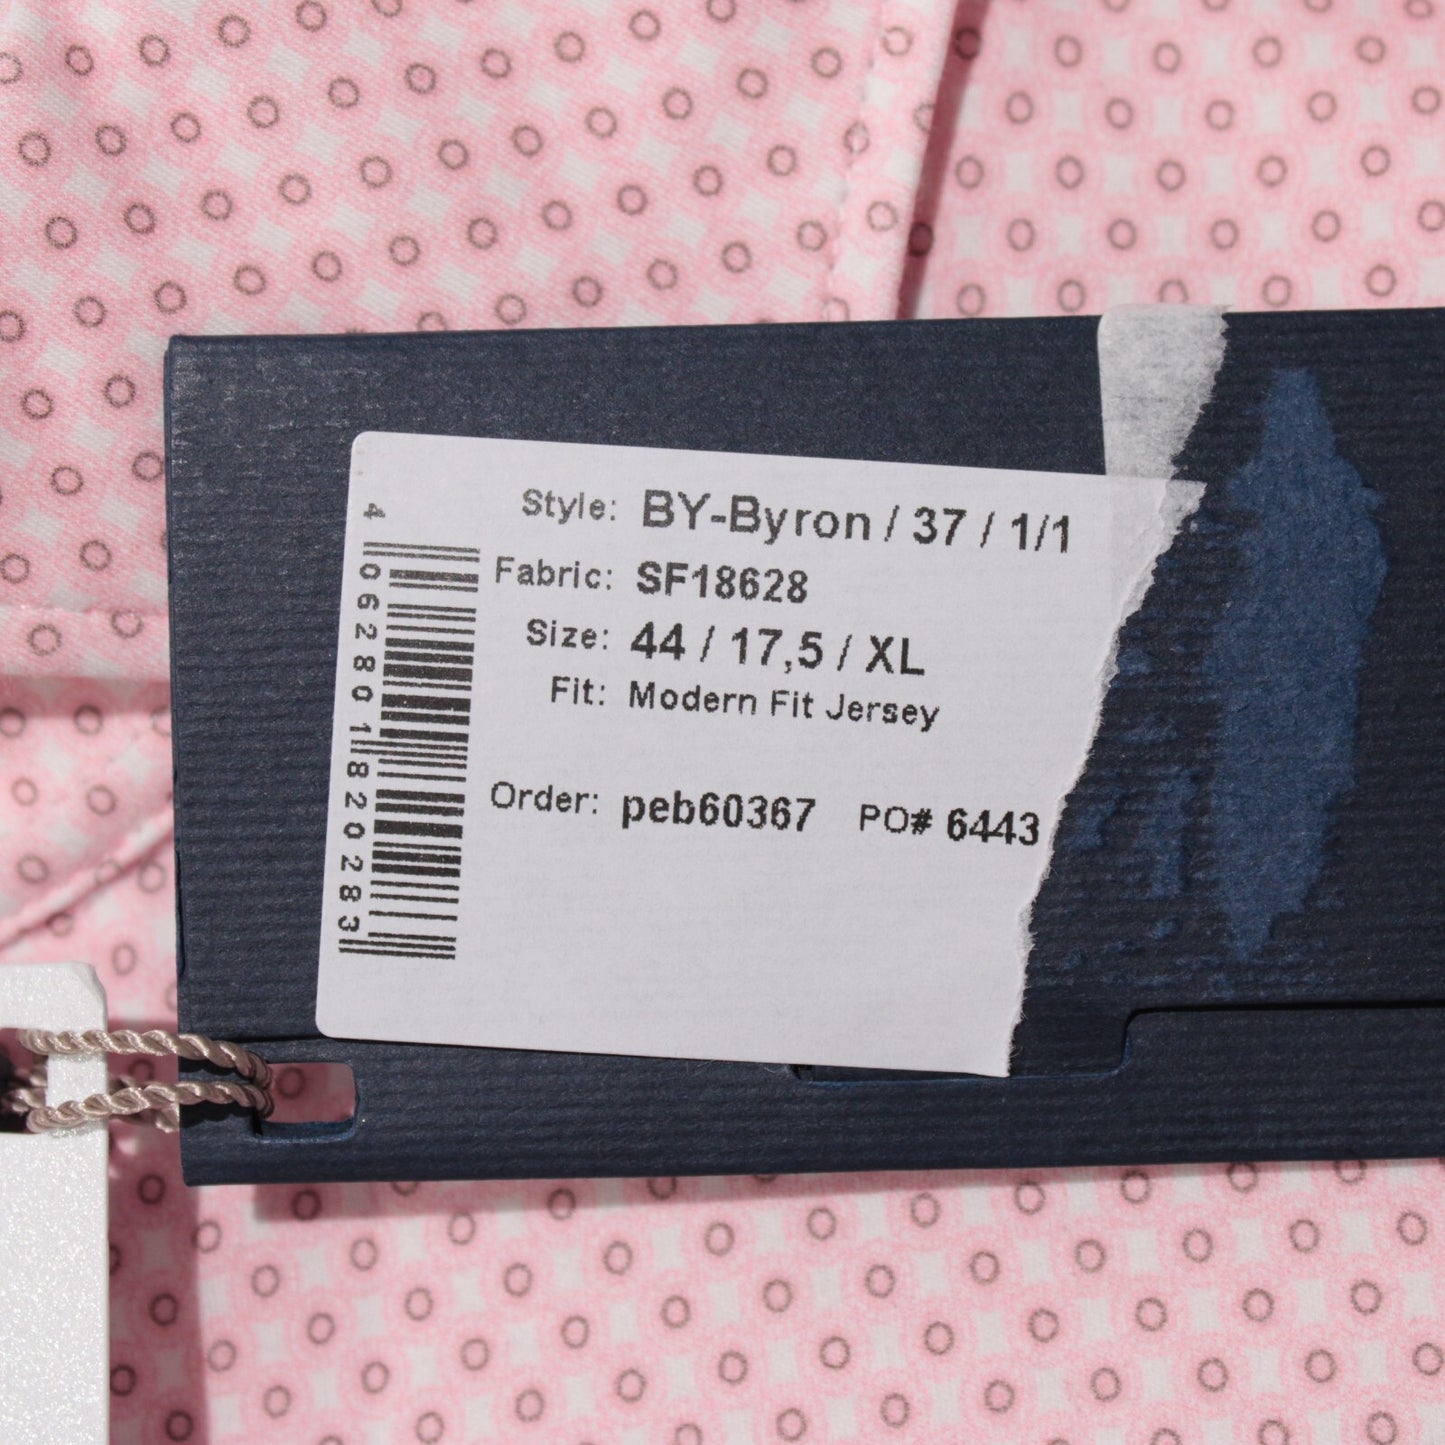 Style: BY-Byron / 37 / 1/1
Fabric: SF18628
Size: 44 / 17,5 / XL
Fit: Modern Fit Jersey
Order: peb60367 PO# 6443
4 062801 820283